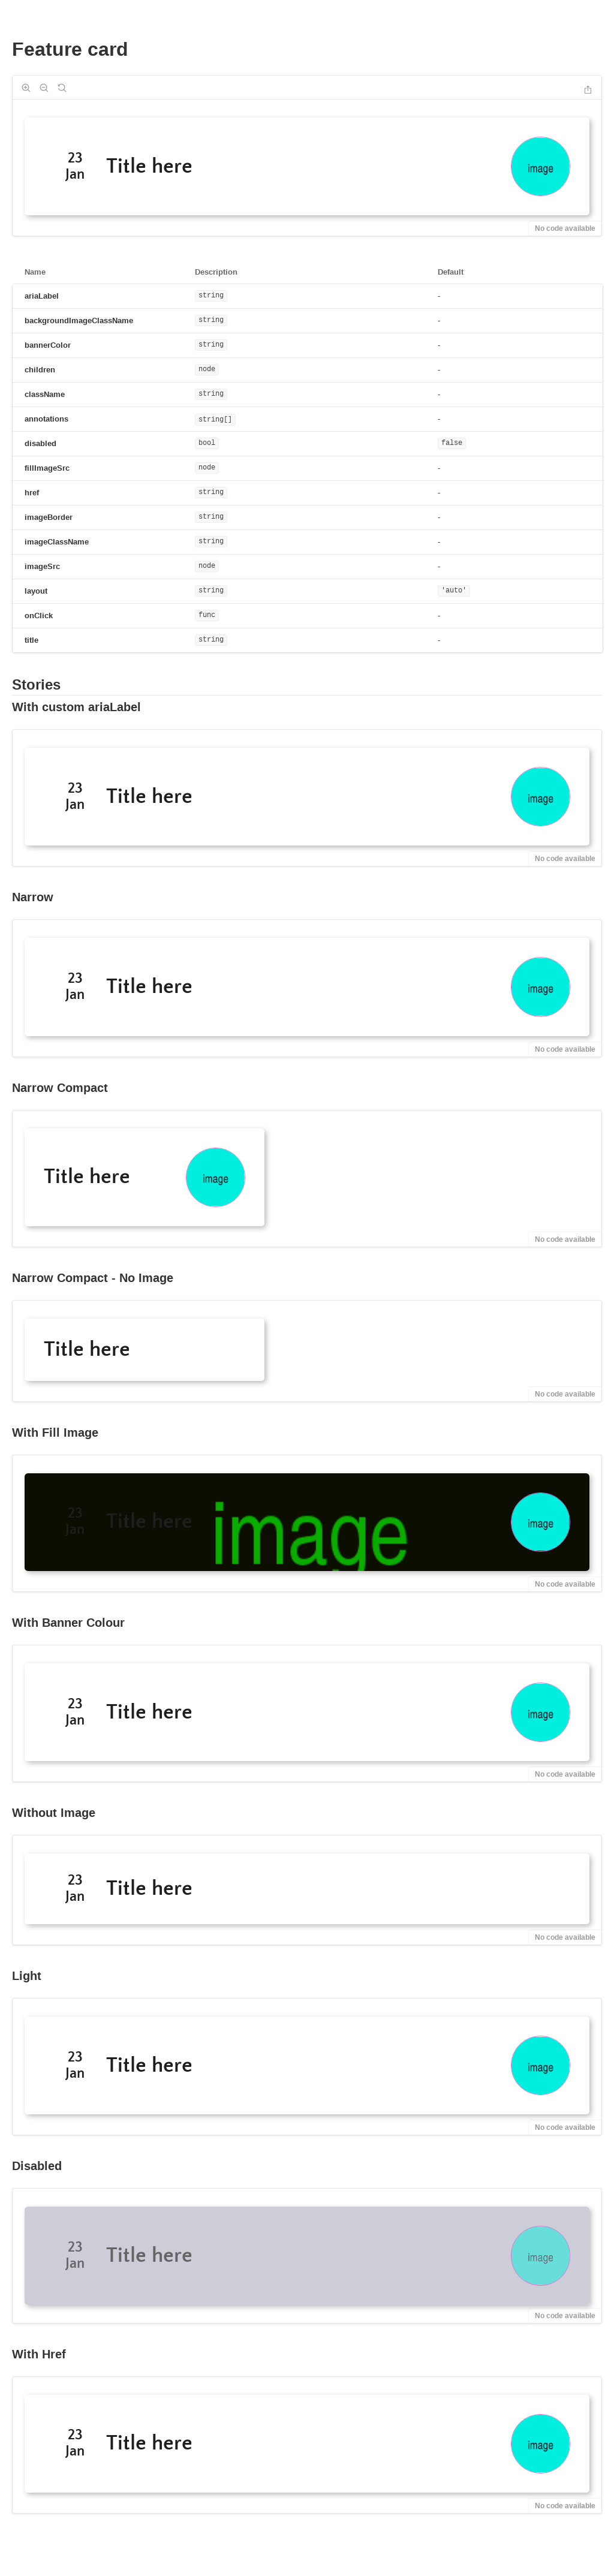 Feature card
23
Jan
Title here
image
No code available
Name Description Default
ariaLabel string -
backgroundImageClassName string -
bannerColor string -
children node -
className string -
annotations string[] -
disabled bool false
fillImageSrc node -
href string -
imageBorder string -
imageClassName string -
imageSrc node -
layout string 'auto'
onClick func -
title string -
Stories
With custom ariaLabel
23
Jan
Title here
image
No code available
Narrow
23
Jan
Title here
image
No code available
Narrow Compact
Title here
image
No code available
Narrow Compact - No Image
Title here
No code available
With Fill Image
23
Jan
Title here
image
image
No code available
With Banner Colour
23
Jan
Title here
image
No code available
Without Image
23
Jan
Title here
No code available
Light
23
Jan
Title here
image
No code available
Disabled
23
Jan
Title here
image
No code available
With Href
23
Jan
Title here
image
No code available